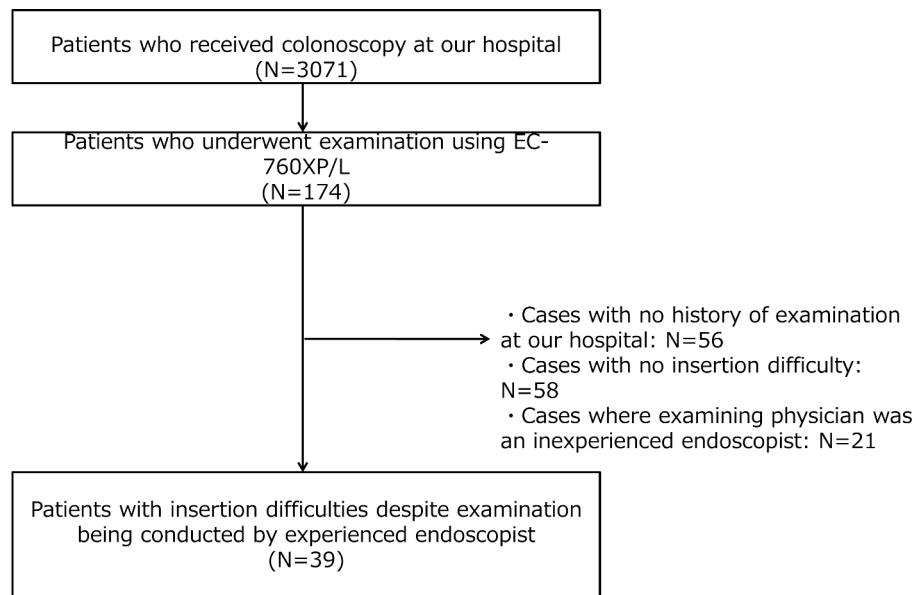 Patients who received colonoscopy at our hospital
(N=3071)
Patients who underwent examination using EC-
760XP/L
(N=174)
・Cases with no history of examination
at our hospital: N=56
・Cases with no insertion difficulty:
N=58
・Cases where examining physician was
an inexperienced endoscopist: N=21
Patients with insertion difficulties despite examination
being conducted by experienced endoscopist
(N=39)